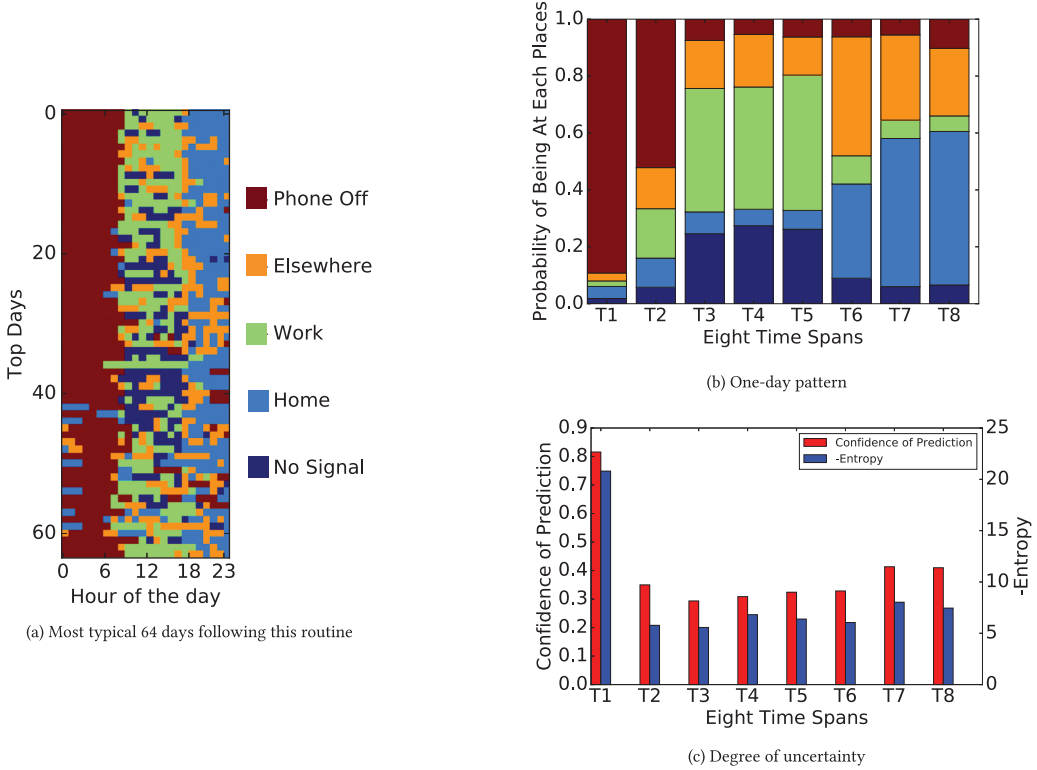 0
20
40
60
Top Days
0 6 12 18 23
Hour of the day
Phone Off
Elsewhere
Work
Home
No Signal
(a) Most typical 64 days following this routine
1.0
0.8
0.6
0.4
0.2
0.0
Probability of Being At Each Places
T1 T2 T3 T4 T5 T6 T7 T8
Eight Time Spans
(b) One-day pattern
0.9
0.8
0.7
0.6
0.5
0.4
0.3
0.2
0.1
0.0
Confidence of Prediction
Confidence of Prediction
-Entropy
25
20
15
10
5
0
-Entropy
T1 T2 T3 T4 T5 T6 T7 T8
Eight Time Spans
(c) Degree of uncertainty